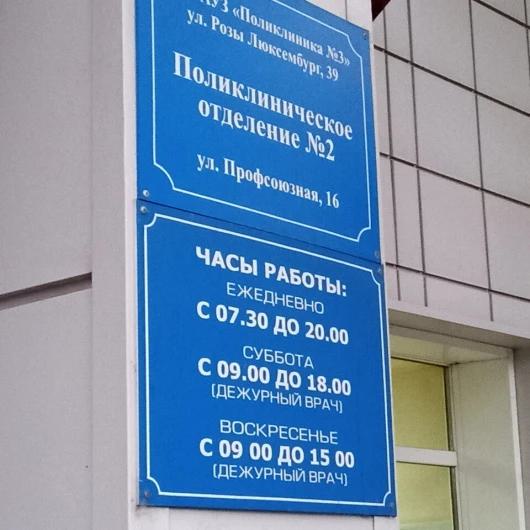 АУЗ «Поликлиника №3»
ул. Розы Люксембург, 39
Поликлиническое
отделение №2
ул. Профсоюзная, 16
ЧАСЫ РАБОТЫ:
ЕЖЕДНЕВНО
С 07.30 ДО 20.00
СУББОТА
С 09.00 ДО 18.00
(ДЕЖУРНЫЙ ВРАЧ)
ВОСКРЕСЕНЬЕ
С 09 00 ДО 15 00
(ДЕЖУРНЫЙ ВРАЧ)